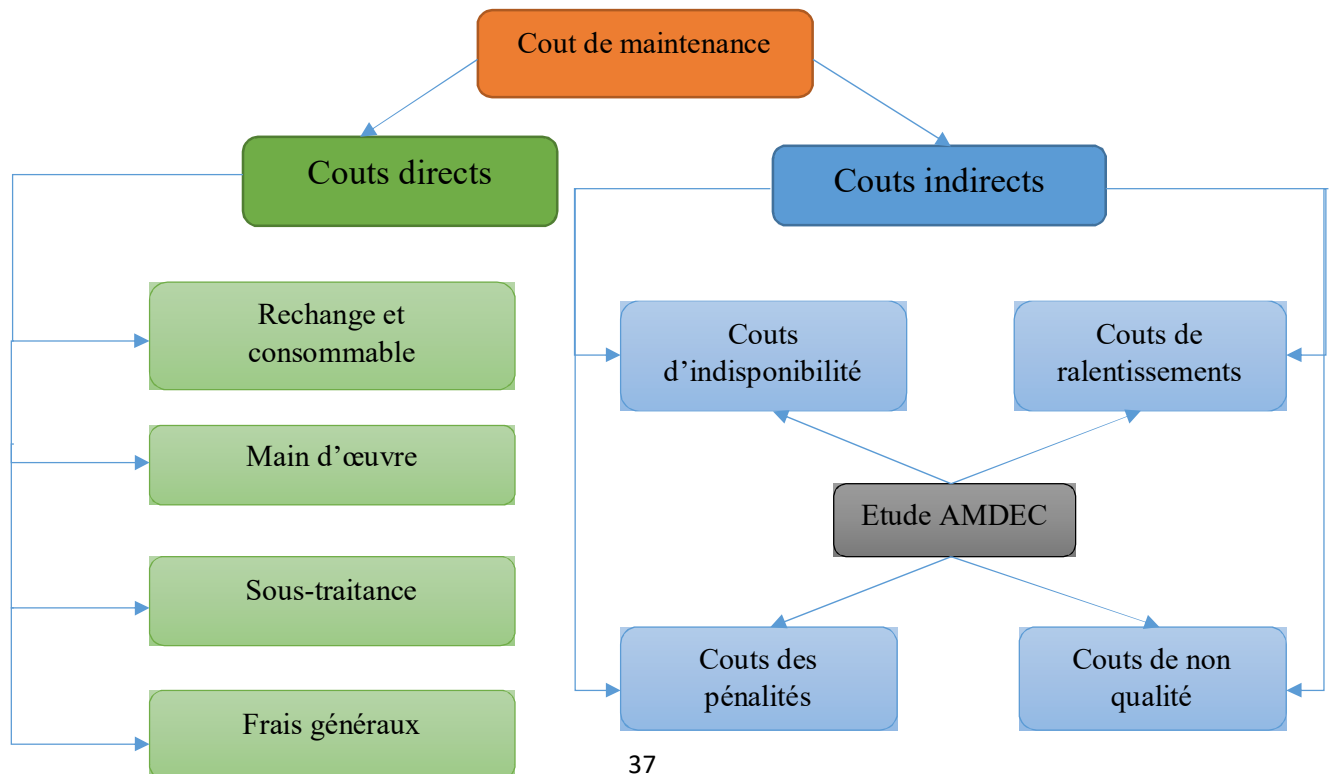 Cout de maintenance
Couts directs
Couts indirects
Rechange et
consommable
Main d’œuvre
Sous-traitance
Frais généraux
Couts
d’indisponibilité
Couts de
ralentissements
Etude AMDEC
Couts des
pénalités
Couts de non
qualité
37